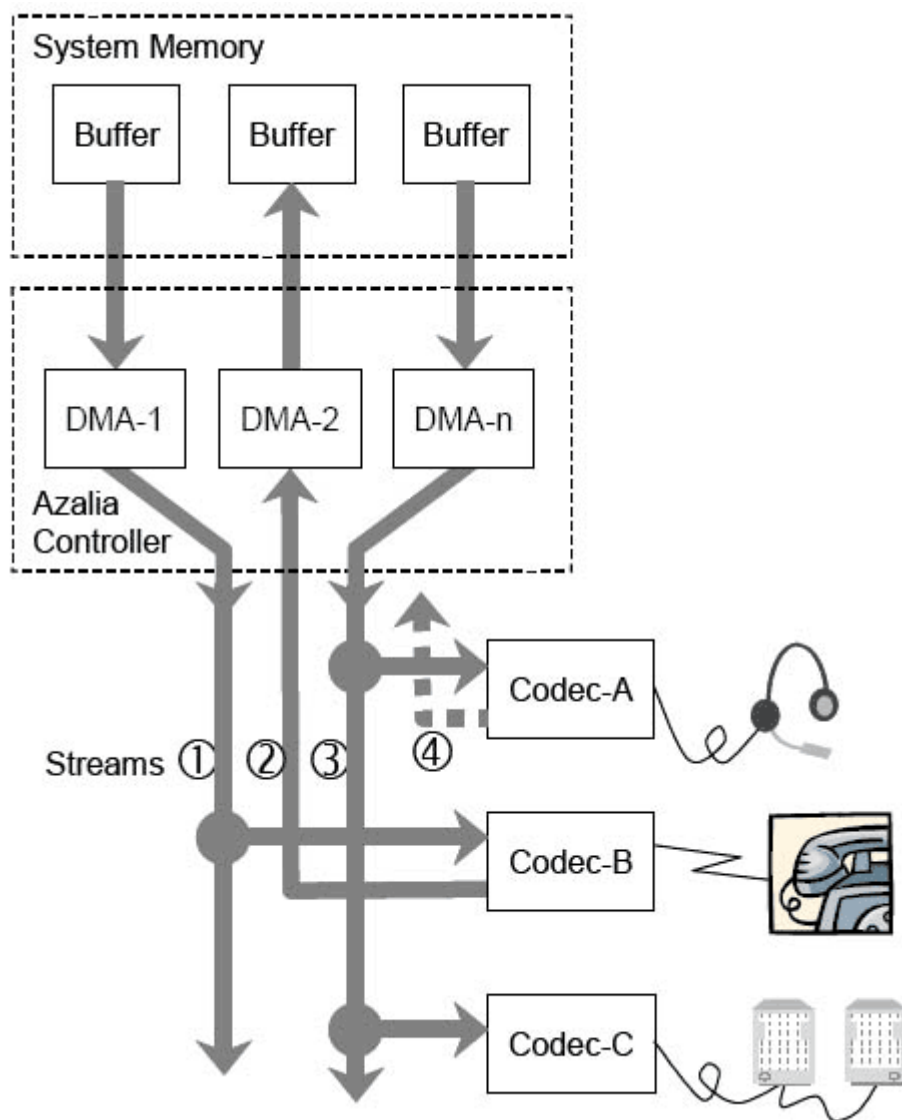 System Memory
Buffer
Buffer
Buffer
DMA-1
DMA-2
DMA-n
Azalia
Controller
Codec-A
Streams ① ② ③ ④
Codec-B
Codec-C